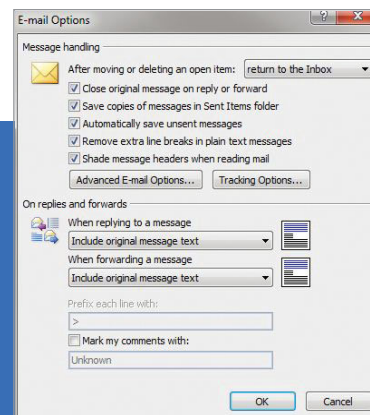 E-mail Options
Message handling
After moving or deleting an open item: return to the Inbox
Close original message on reply or forward
Save copies of messages in Sent Items folder
Automatically save unsent messages
Remove extra line breaks in plain text messages
Shade message headers when reading mail
Advanced E-mail Options... Tracking Options...
On replies and forwards
When replying to a message
Include original message text
When forwarding a message
Include original message text
Prefix each line with:
>
Mark my comments with:
Unknown
OK Cancel